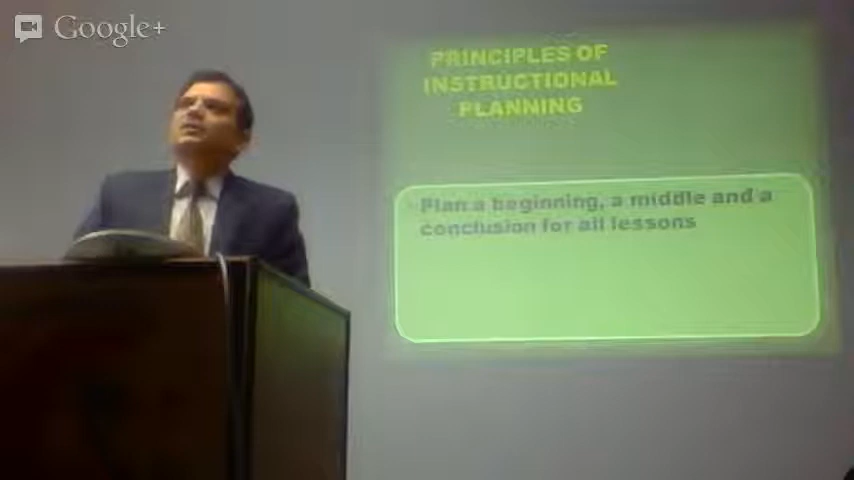 Google+
PRINCIPLES OF
INSTRUCTIONAL
PLANNING
Plan a beginning, a middle and a
conclusion for all lessons